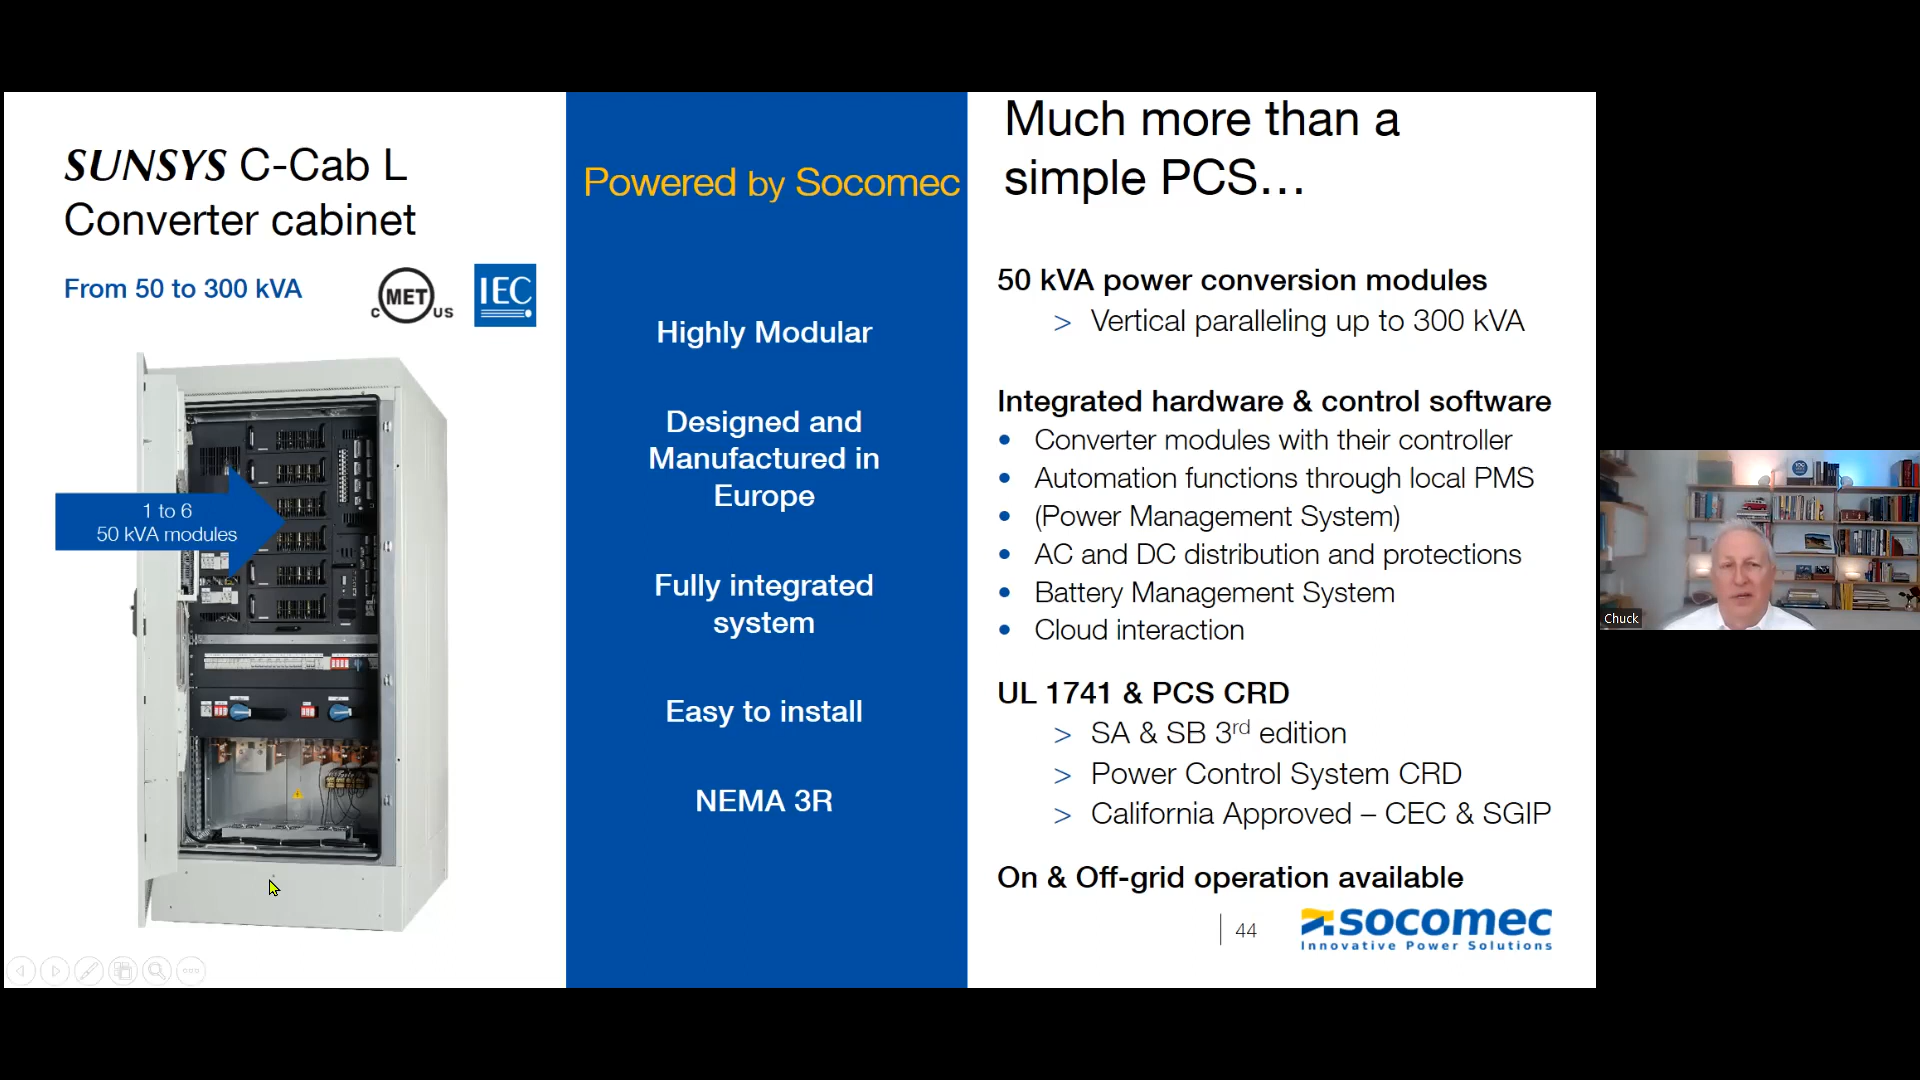 SUNSYS C-Cab L
Converter cabinet
From 50 to 300 kVA
C MET US
IEC
1 to 6
50 kVA modules
Powered by Socomec
Highly Modular
Designed and
Manufactured in
Europe
Fully integrated
system
Easy to install
NEMA 3R
Much more than a
simple PCS…
50 kVA power conversion modules
> Vertical paralleling up to 300 kVA
Integrated hardware & control software
• Converter modules with their controller
• Automation functions through local PMS
• (Power Management System)
• AC and DC distribution and protections
• Battery Management System
• Cloud interaction
UL 1741 & PCS CRD
> SA & SB 3rd edition
> Power Control System CRD
> California Approved – CEC & SGIP
On & Off-grid operation available
44
socomec
Innovative Power Solutions
Chuck